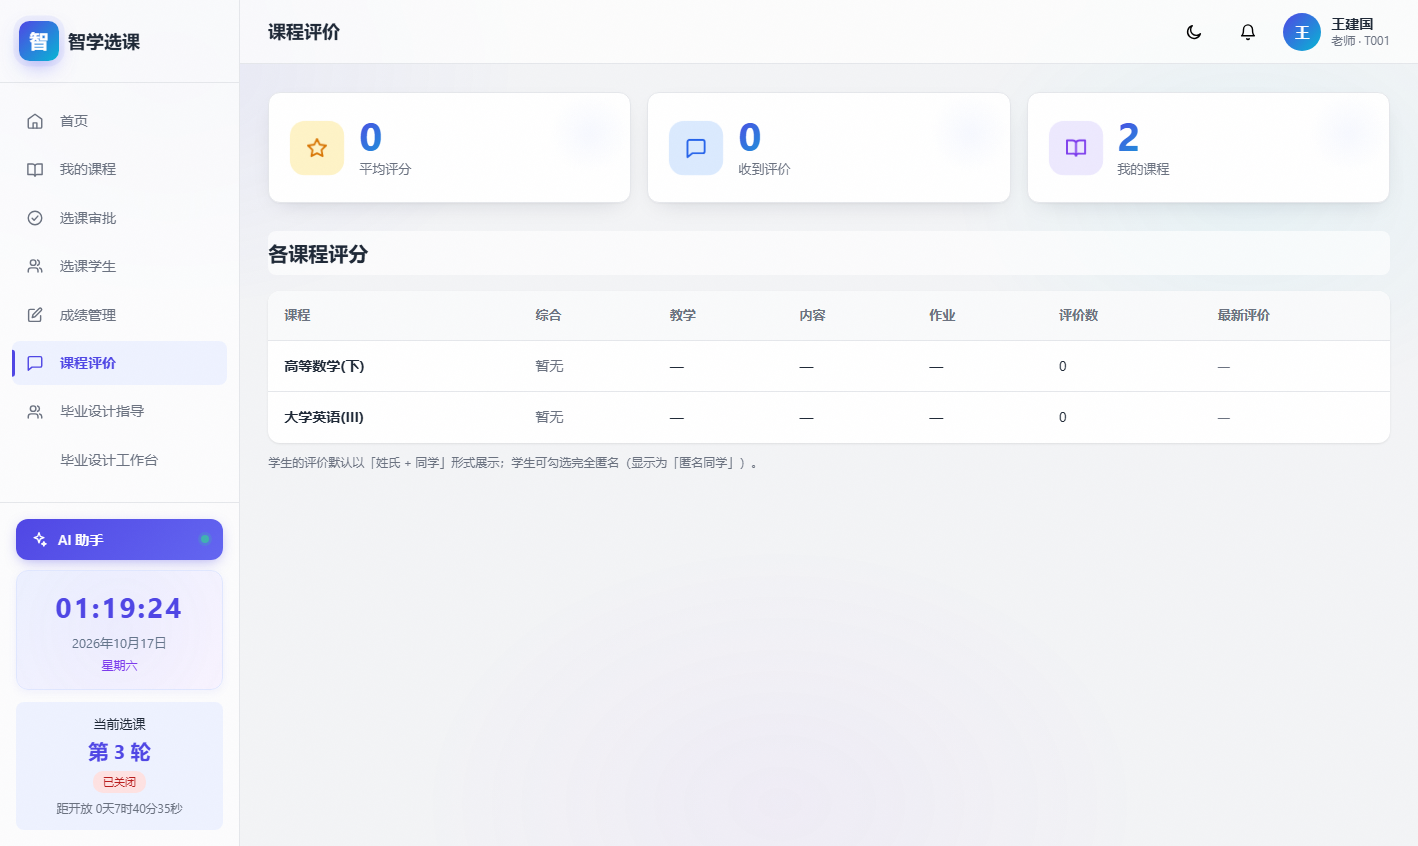 智 智学选课
首页
我的课程
选课审批
选课学生
成绩管理
课程评价
毕业设计指导
毕业设计工作台
AI 助手
01:19:24
2026年10月17日
星期六
当前选课
第 3 轮
已关闭
距开放 0天7时40分35秒
课程评价
王 王建国
老师 · T001
0
平均评分
0
收到评价
2
我的课程
各课程评分
课程 综合 教学 内容 作业 评价数 最新评价
高等数学(下) 暂无 — — — 0 —
大学英语(III) 暂无 — — — 0 —
学生的评价默认以「姓氏 + 同学」形式展示；学生可勾选完全匿名（显示为「匿名同学」）。